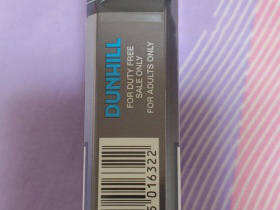 DUNHILL
FOR DUTY FREE
SALE ONLY
FOR ADULTS ONLY
016322